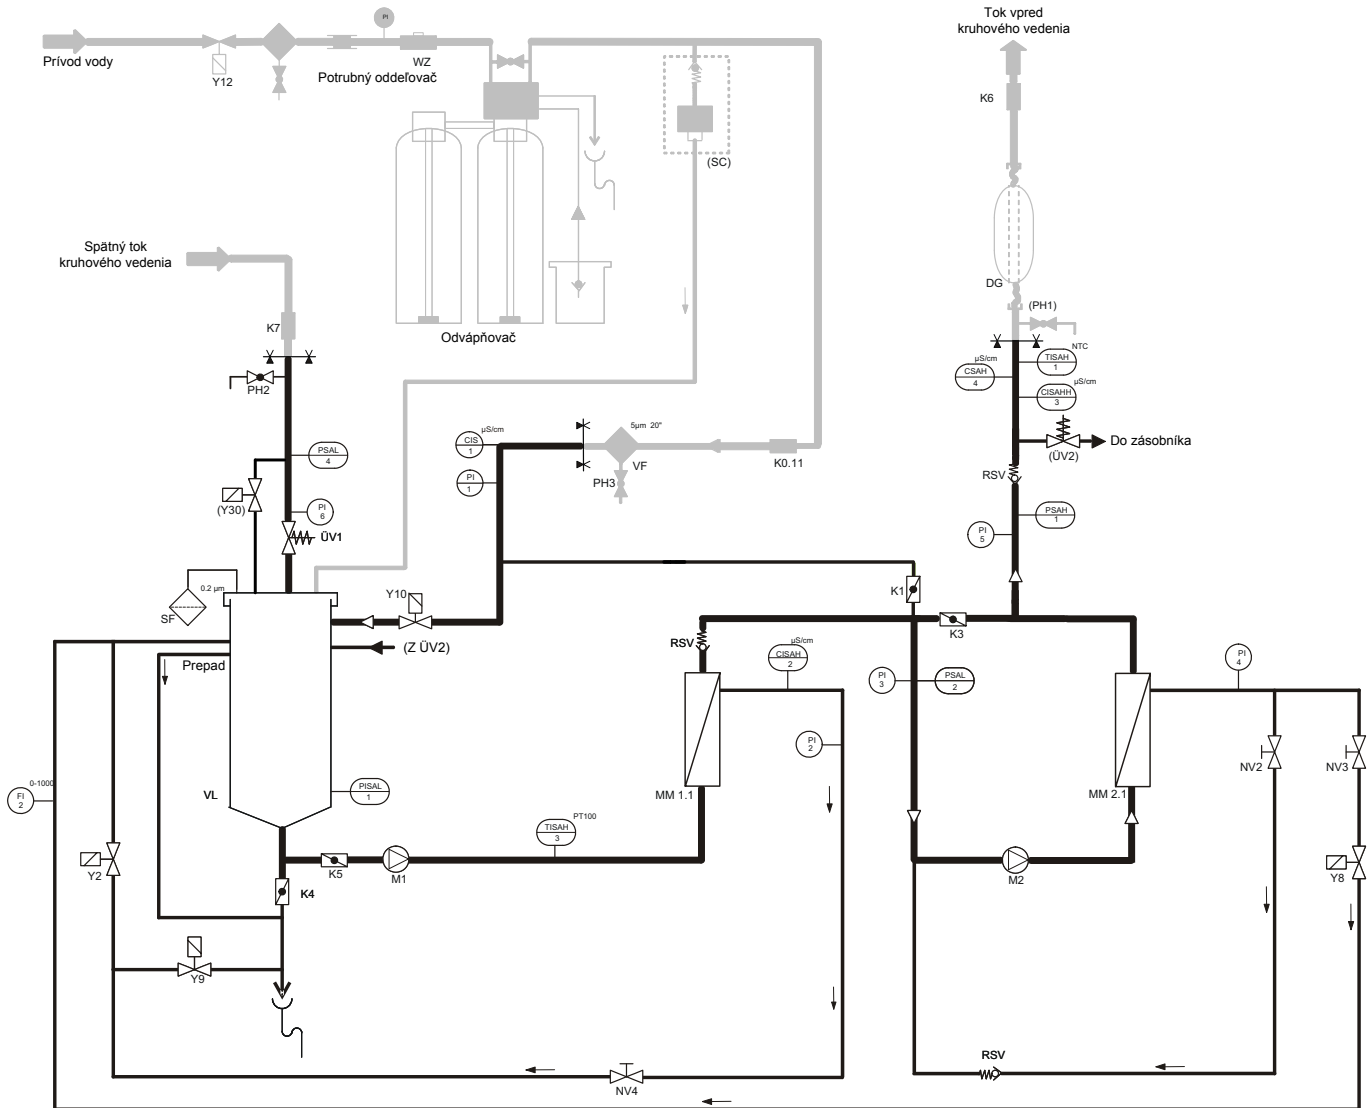 Tok vpred
kruhového vedenia
PI
Prívod vody
Y12
Potrubný oddeľovač
WZ
K6
(SC)
Spätný tok
kruhového vedenia
DG
(PH1)
K7
Odvápňovač
NTC
µS/cm
TISAH
1
CSAH
4
PH2
µS/cm
CISAHH
3
5µm 20"
µS/cm
CIS
1
Do zásobníka
(ÜV2)
PSAL
4
VF
K0.11
RSV
PI
1
PH3
(Y30)
PI
6
ÜV1
PSAH
1
PI
5
0.2 µm
Y10
K1
SF
K3
µS/cm
RSV
(Z ÜV2)
CISAH
2
PI
4
Prepad
PI
3
PSAL
2
PI
2
NV2
NV3
0-1000
FI
2
VL
PISAL
1
MM 1.1
MM 2.1
PT100
TISAH
3
Y2
K5
M1
M2
Y8
K4
Y9
RSV
NV4